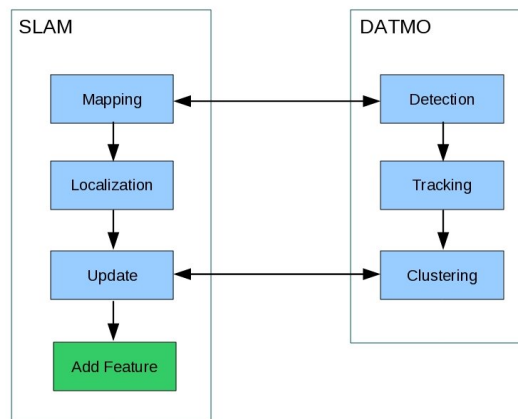 SLAM
Mapping
Localization
Update
Add Feature
DATMO
Detection
Tracking
Clustering